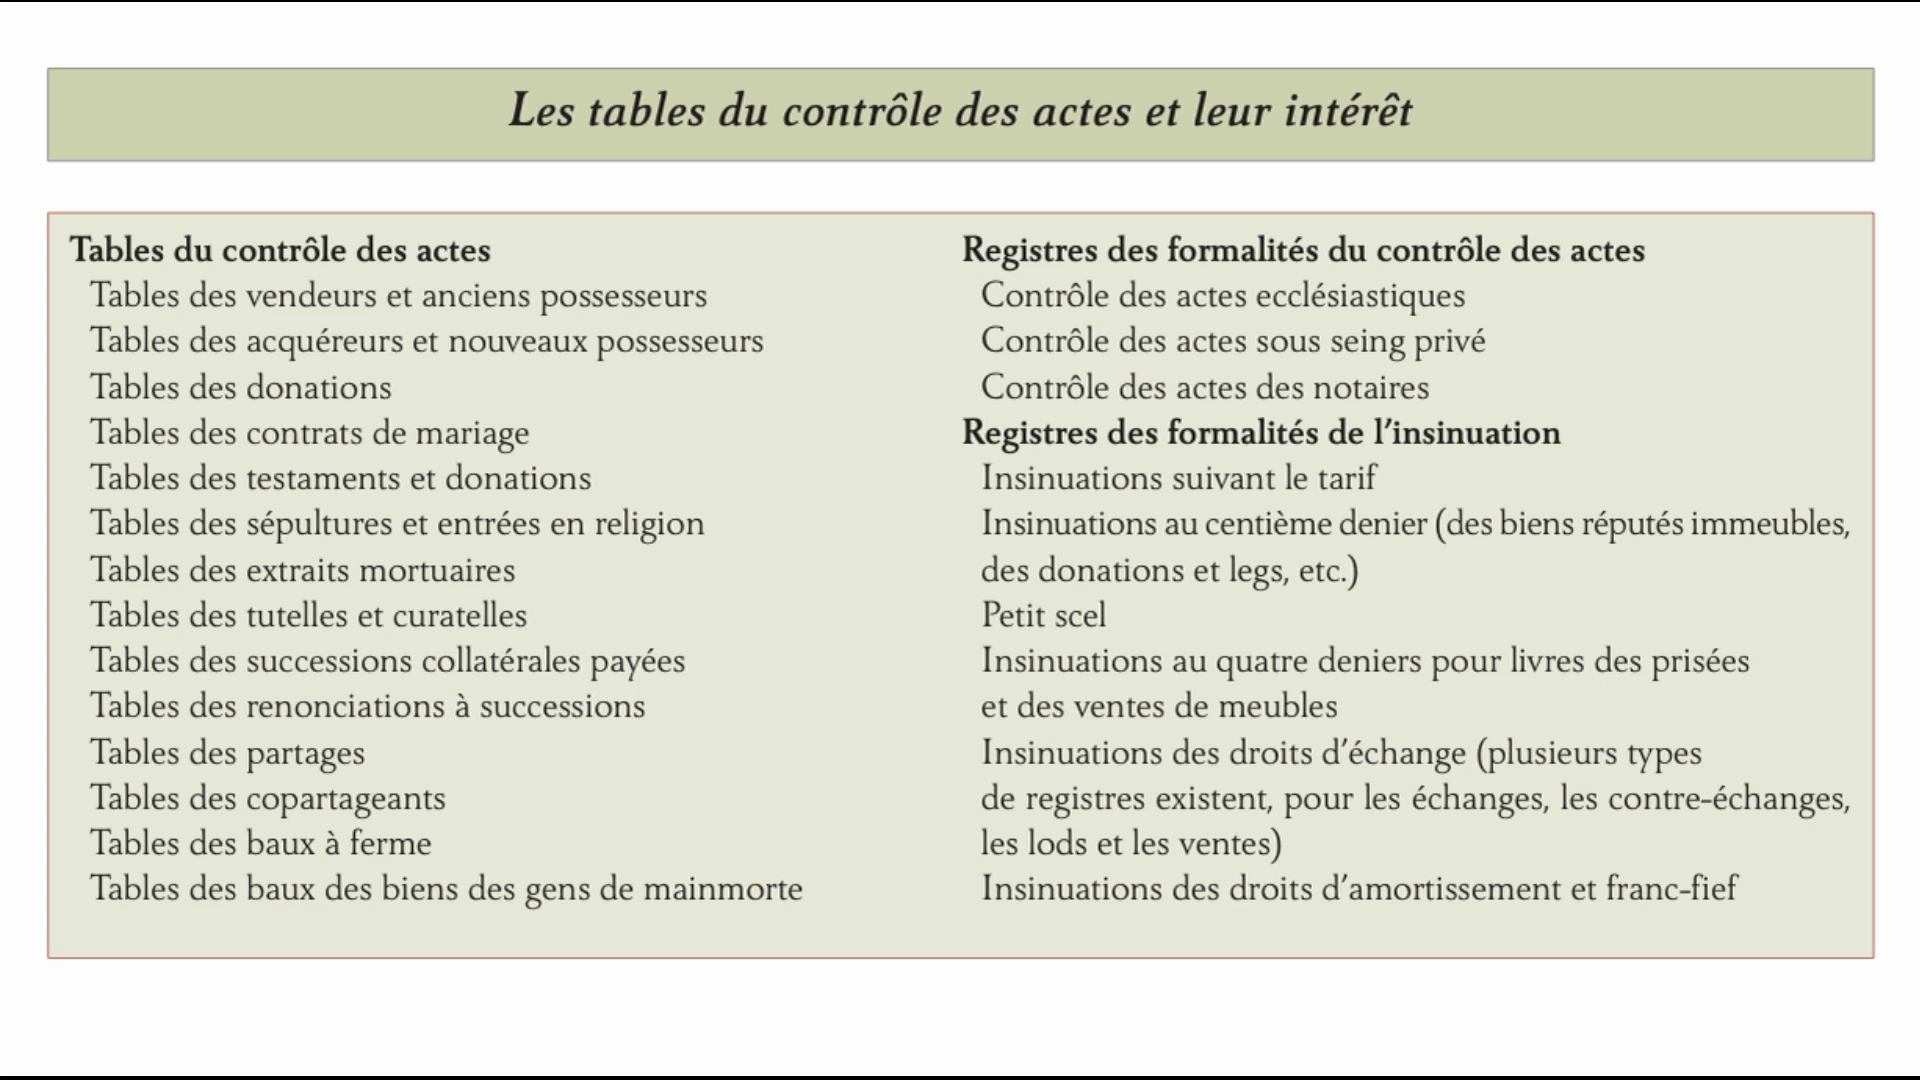 Les tables du contrôle des actes et leur intérêt
Tables du contrôle des actes
Tables des vendeurs et anciens possesseurs
Tables des acquéreurs et nouveaux possesseurs
Tables des donations
Tables des contrats de mariage
Tables des testaments et donations
Tables des sépultures et entrées en religion
Tables des extraits mortuaires
Tables des tutelles et curatelles
Tables des successions collatérales payées
Tables des renonciations à successions
Tables des partages
Tables des copartageants
Tables des baux à ferme
Tables des baux des biens des gens de mainmorte
Registres des formalités du contrôle des actes
Contrôle des actes ecclésiastiques
Contrôle des actes sous seing privé
Contrôle des actes des notaires
Registres des formalités de l’insinuation
Insinuations suivant le tarif
Insinuations au centième denier (des biens réputés immeubles,
des donations et legs, etc.)
Petit scel
Insinuations au quatre deniers pour livres des prisées
et des ventes de meubles
Insinuations des droits d’échange (plusieurs types
de registres existent, pour les échanges, les contre-échanges,
les lods et les ventes)
Insinuations des droits d’amortissement et franc-fief